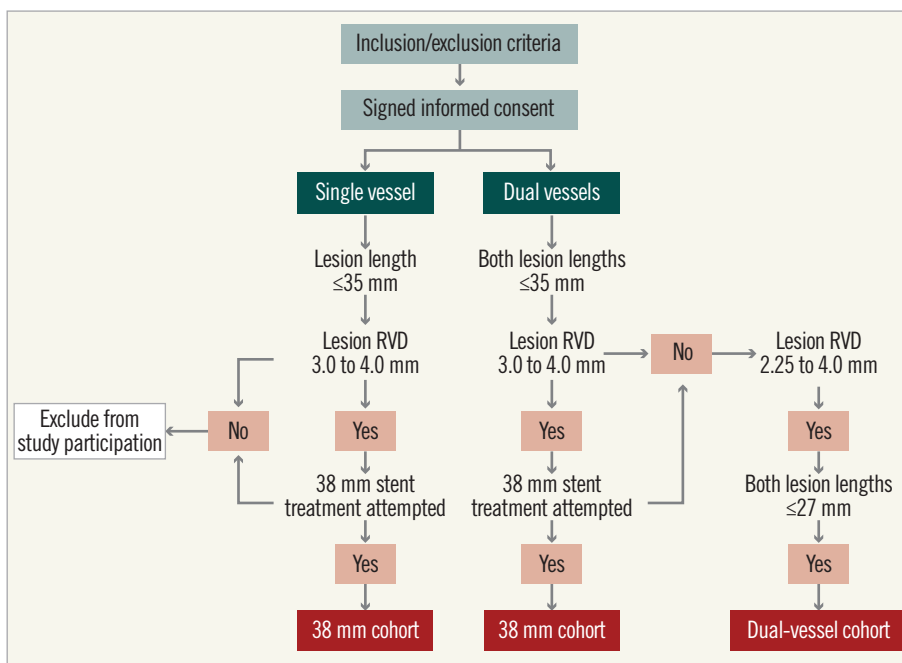 Inclusion/exclusion criteria
Signed informed consent
Single vessel
Dual vessels
Lesion length
≤35 mm
Both lesion lengths
≤35 mm
Lesion RVD
3.0 to 4.0 mm
Lesion RVD
3.0 to 4.0 mm
No
Lesion RVD
2.25 to 4.0 mm
Exclude from
study participation
No
Yes
Yes
Yes
38 mm stent
treatment attempted
38 mm stent
treatment attempted
Both lesion lengths
≤27 mm
Yes
Yes
Yes
38 mm cohort
38 mm cohort
Dual-vessel cohort